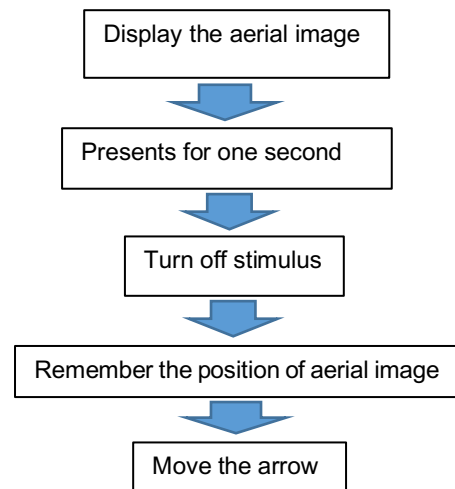 Display the aerial image
Presents for one second
Turn off stimulus
Remember the position of aerial image
Move the arrow